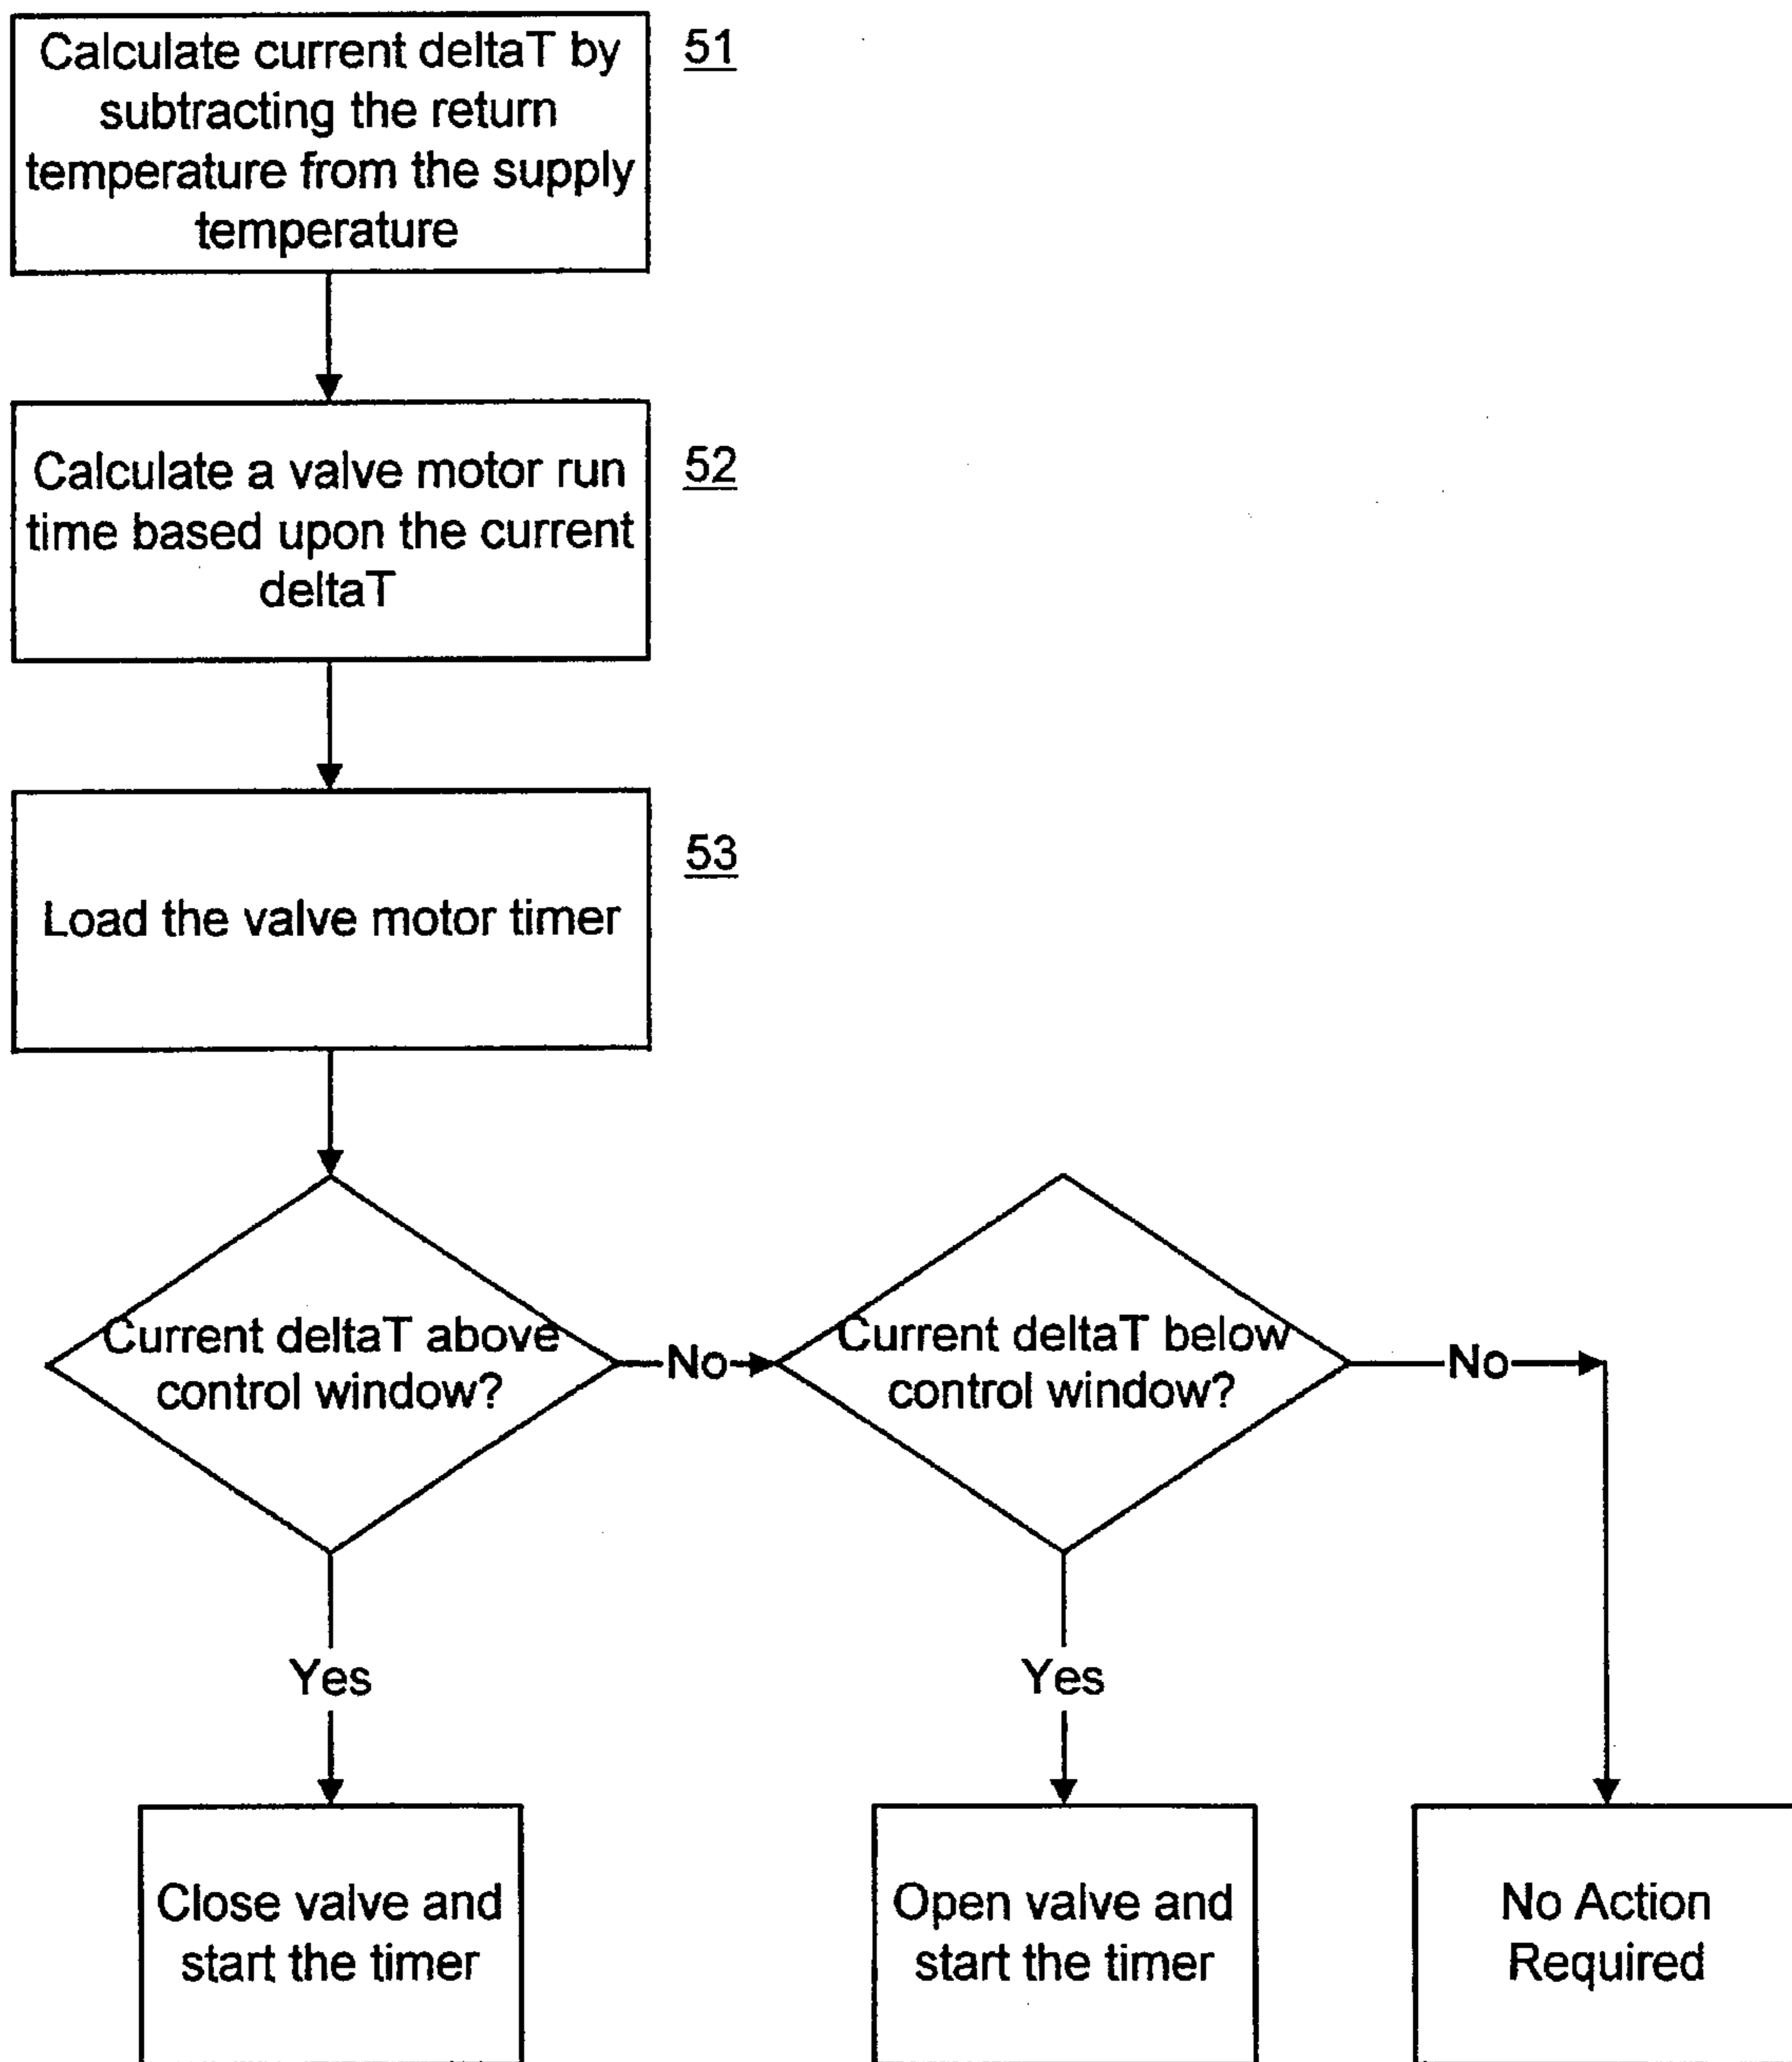 Calculate current deltaT by
subtracting the return
temperature from the supply
temperature
51
Calculate a valve motor run
time based upon the current
deltaT
52
Load the valve motor timer
53
Current deltaT above
control window?
No
Current deltaT below
control window?
No
Yes
Yes
Close valve and
start the timer
Open valve and
start the timer
No Action
Required